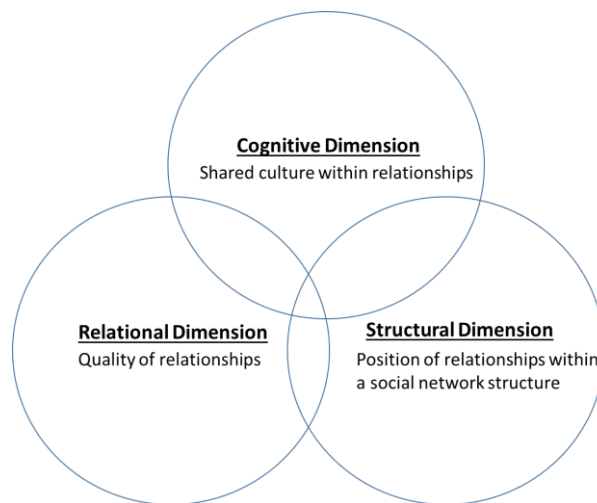 Cognitive Dimension
Shared culture within relationships
Relational Dimension
Quality of relationships
Structural Dimension
Position of relationships within
a social network structure